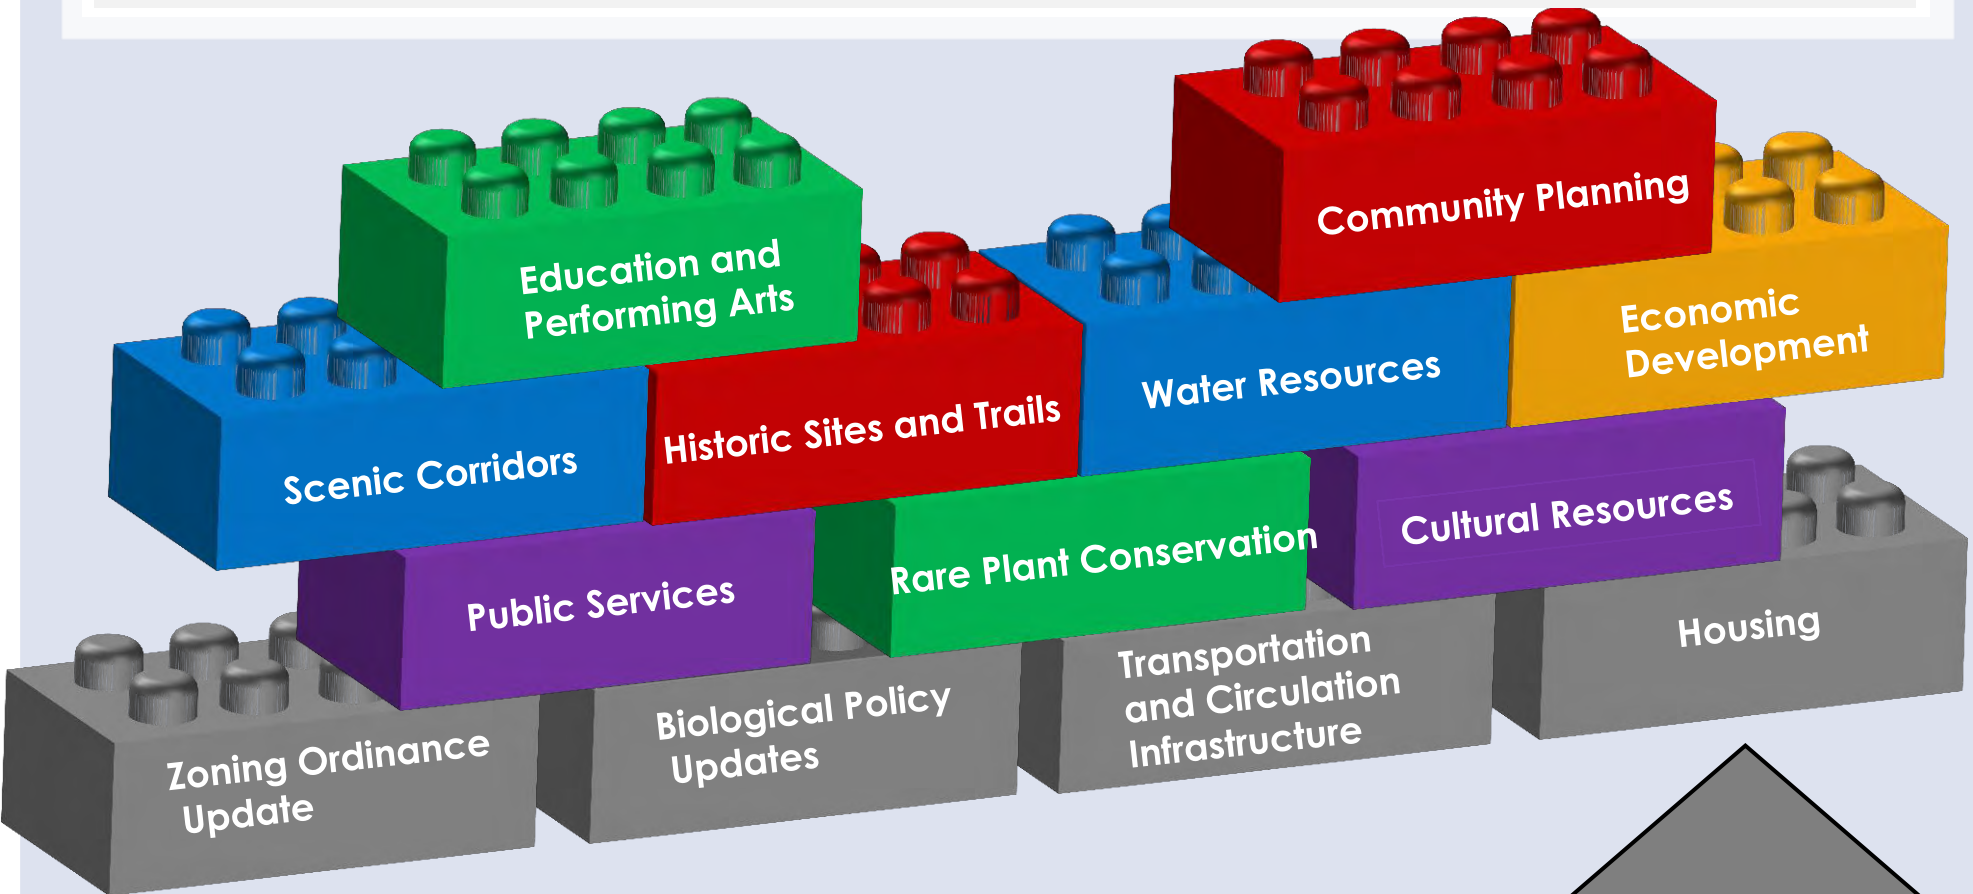 Community Planning
Education and
Performing Arts
Economic
Development
Water Resources
Historic Sites and Trails
Scenic Corridors
Cultural Resources
Rare Plant Conservation
Public Services
Housing
Transportation
and Circulation
Infrastructure
Biological Policy
Updates
Zoning Ordinance
Update